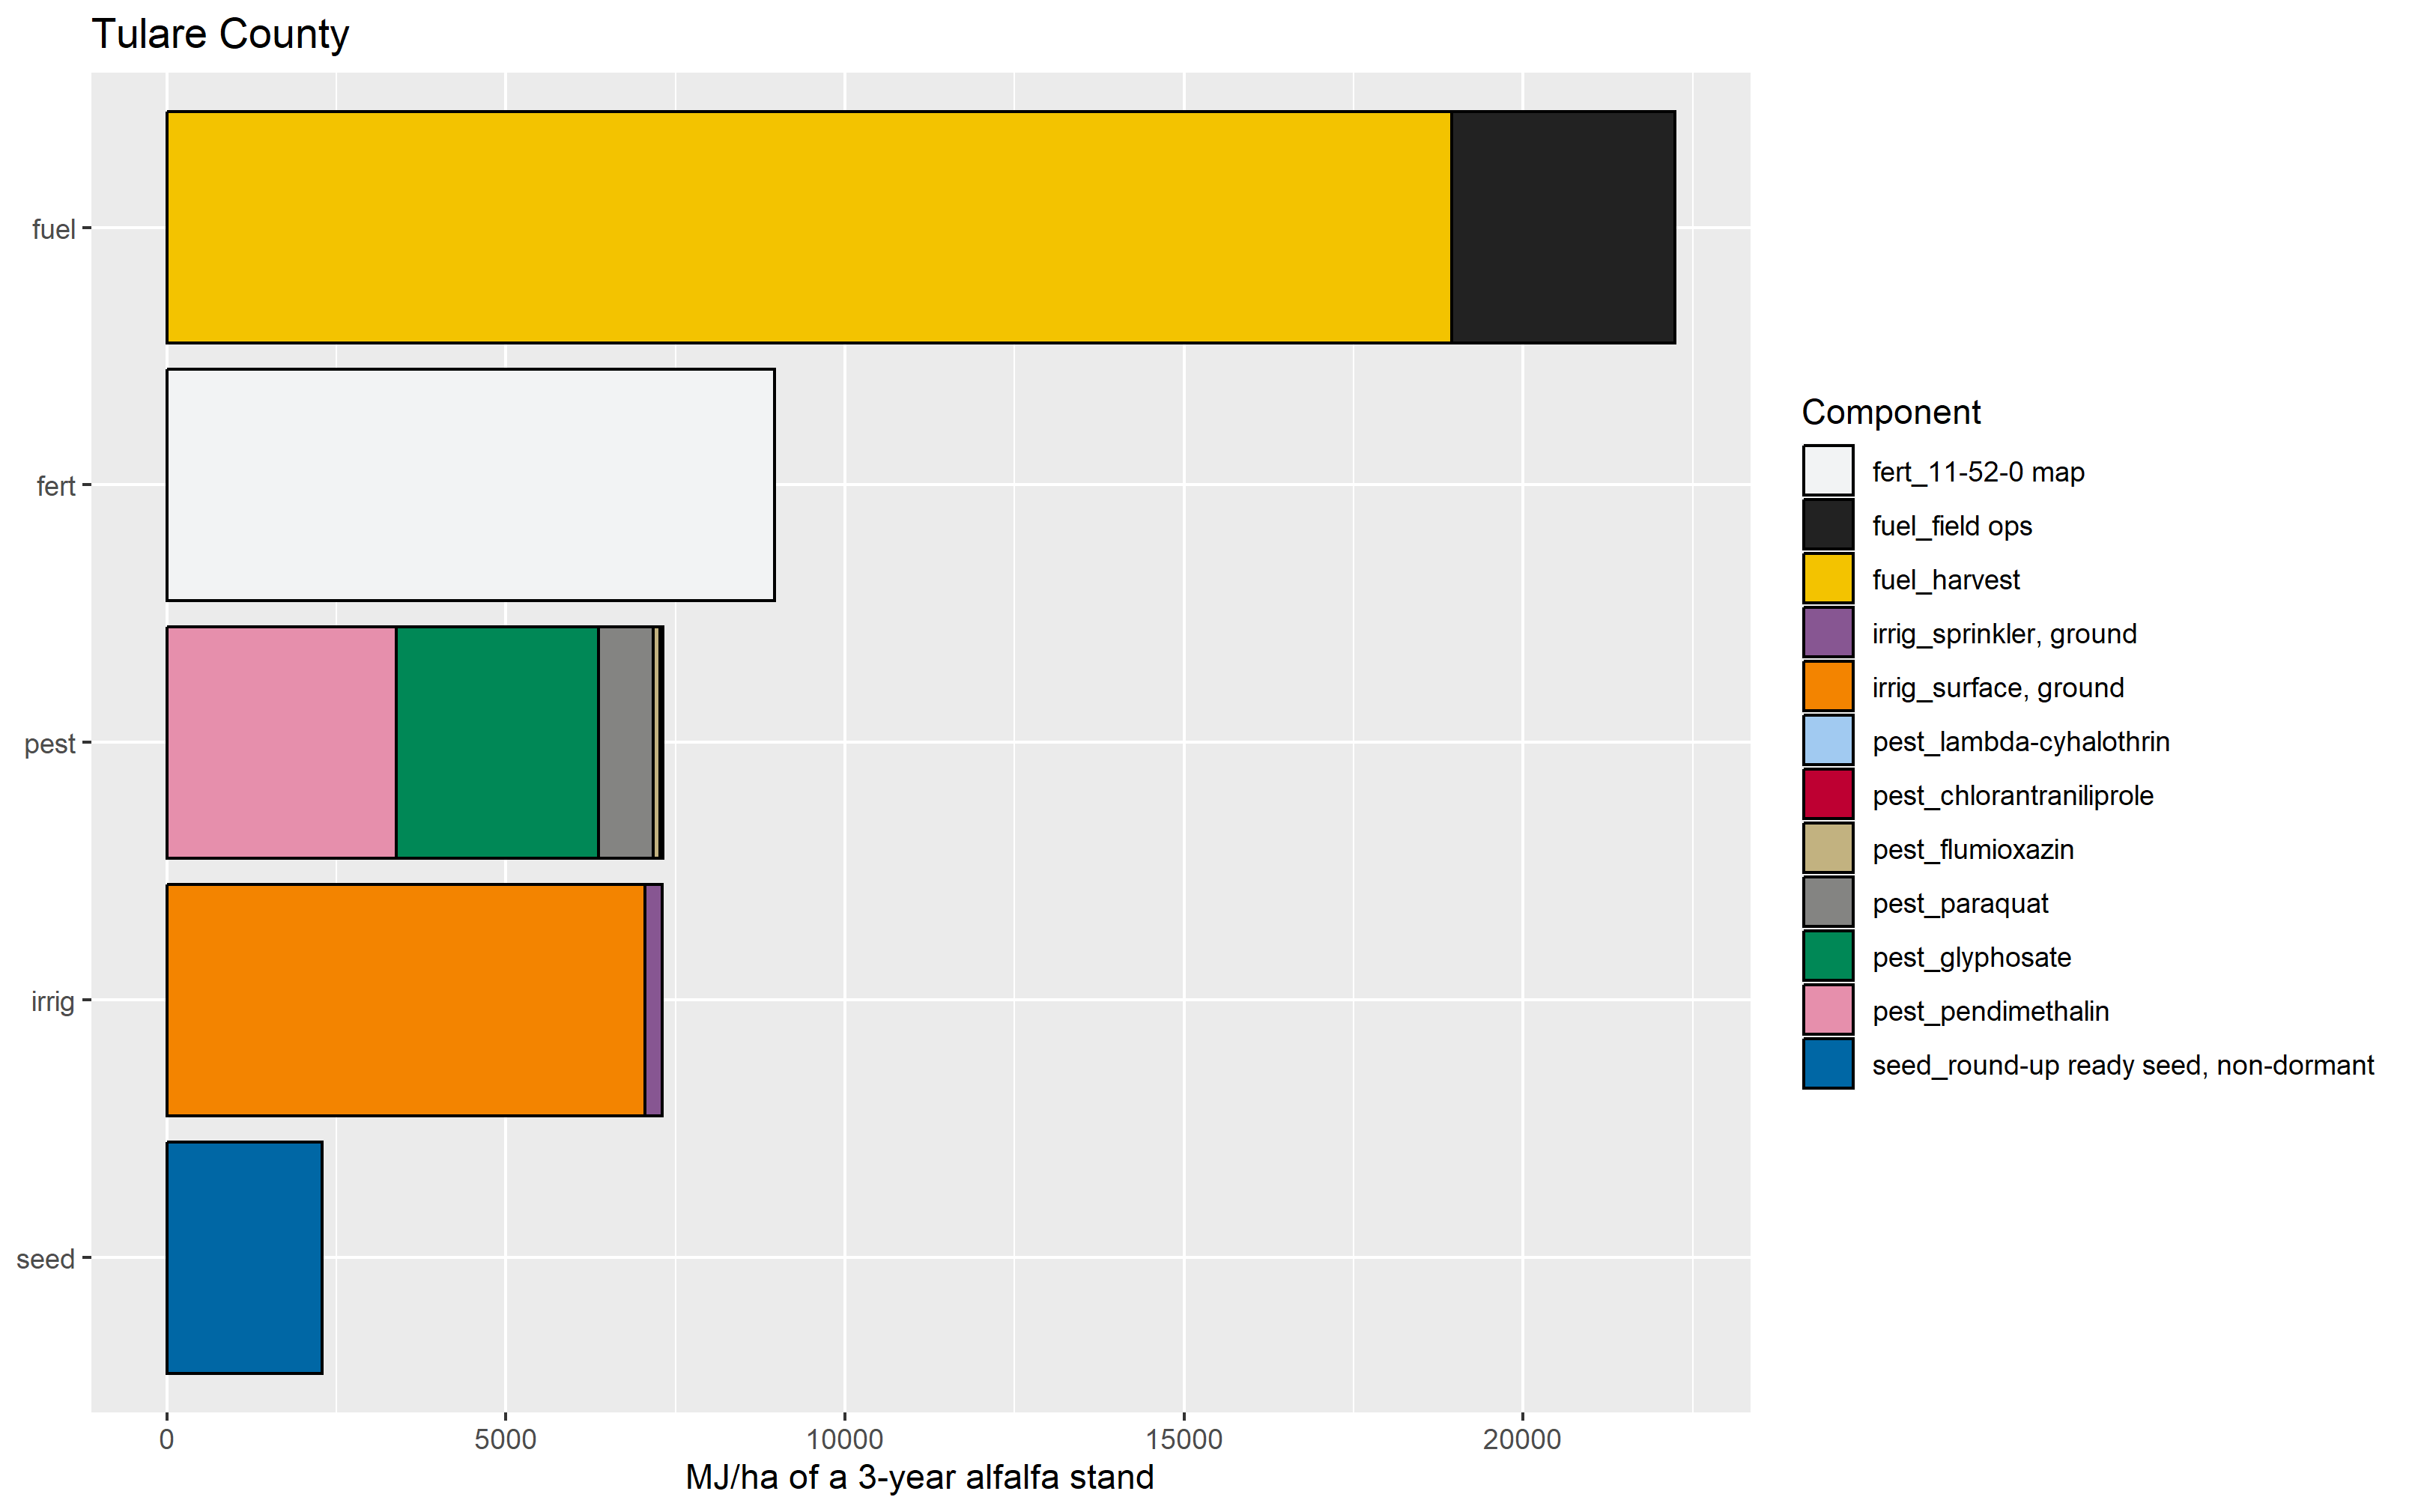 Tulare County
fuel
fert
pest
irrig
seed
0 5000 10000 15000 20000
MJ/ha of a 3-year alfalfa stand
Component
fert_11-52-0 map
fuel_field ops
fuel_harvest
irrig_sprinkler, ground
irrig_surface, ground
pest_lambda-cyhalothrin
pest_chlorantraniliprole
pest_flumioxazin
pest_paraquat
pest_glyphosate
pest_pendimethalin
seed_round-up ready seed, non-dormant